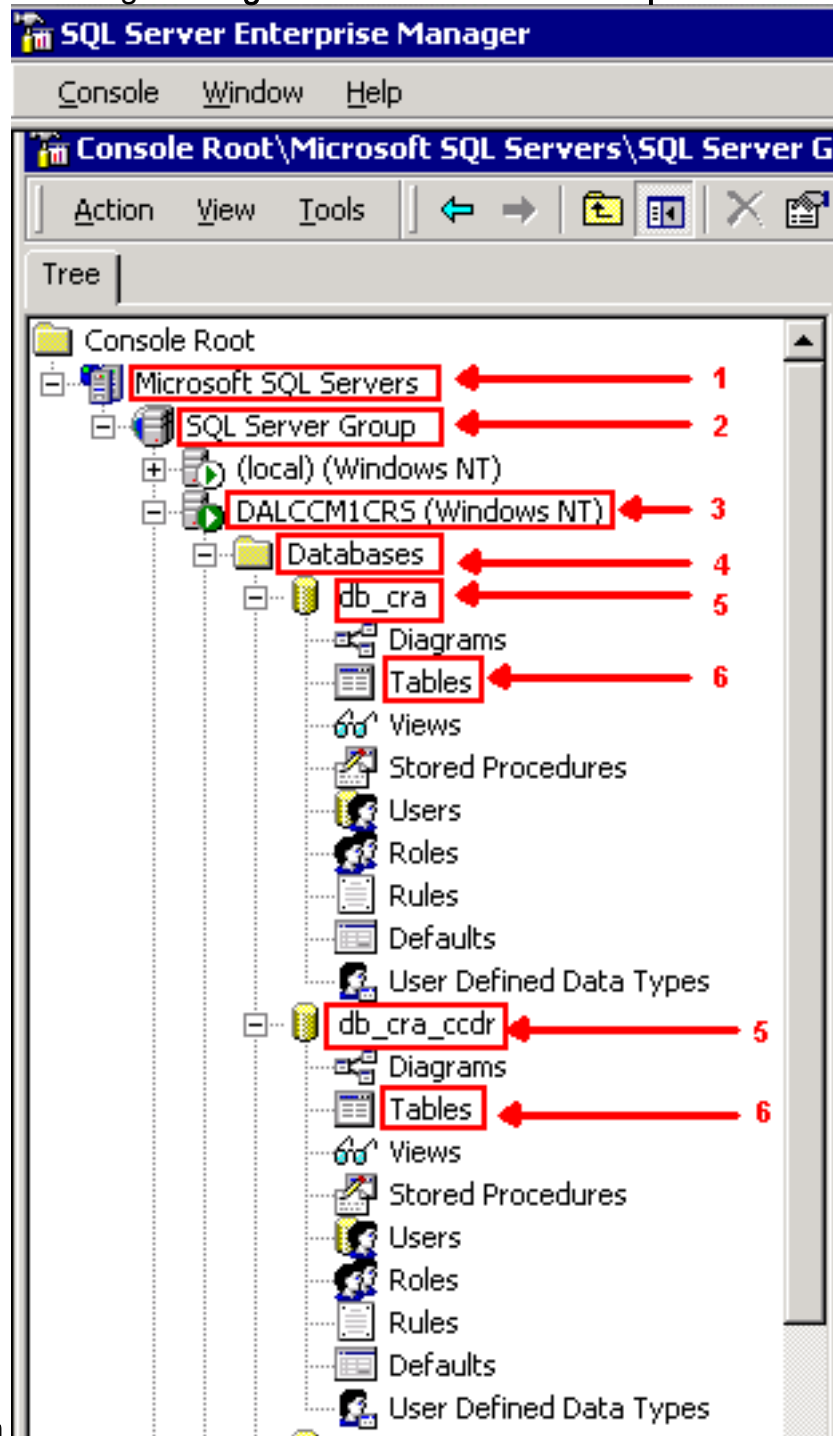 SQL Server Enterprise Manager
Console Window Help
Console Root\Microsoft SQL Servers\SQL Server G
Action View Tools
Tree
Console Root
Microsoft SQL Servers 1
SQL Server Group 2
(local) (Windows NT)
DALCCM1CRS (Windows NT) 3
Databases 4
db_cra 5
Diagrams
Tables 6
Views
Stored Procedures
Users
Roles
Rules
Defaults
User Defined Data Types
db_cra_ccdr 5
Diagrams
Tables 6
Views
Stored Procedures
Users
Roles
Rules
Defaults
User Defined Data Types